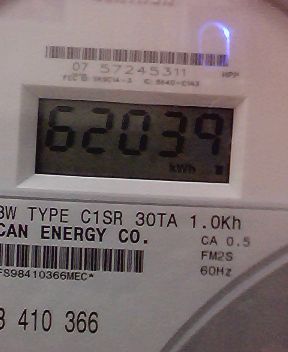 07 57245311
62039
kWh
3W TYPE C1SR 30TA 1.0Kh
CAN ENERGY CO.
CA 0.5
FM2S
60Hz
FS98410366MEC*
410 366